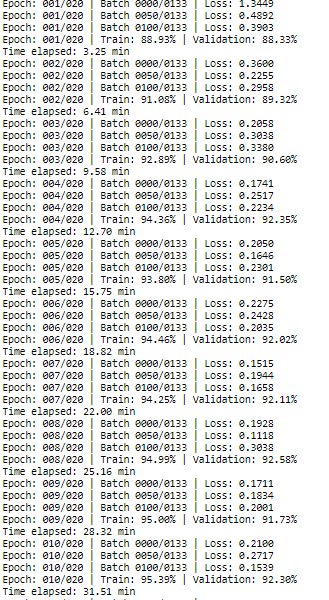 Epoch: 001/020 | Batch 0000/0133 | Loss: 1.3449
Epoch: 001/020 | Batch 0050/0133 | Loss: 0.4892
Epoch: 001/020 | Batch 0100/0133 | Loss: 0.3903
Epoch: 001/020 | Train: 88.93% | Validation: 88.33%
Time elapsed: 3.25 min
Epoch: 002/020 | Batch 0000/0133 | Loss: 0.3600
Epoch: 002/020 | Batch 0050/0133 | Loss: 0.2255
Epoch: 002/020 | Batch 0100/0133 | Loss: 0.2958
Epoch: 002/020 | Train: 91.08% | Validation: 89.32%
Time elapsed: 6.41 min
Epoch: 003/020 | Batch 0000/0133 | Loss: 0.2058
Epoch: 003/020 | Batch 0050/0133 | Loss: 0.3038
Epoch: 003/020 | Batch 0100/0133 | Loss: 0.3380
Epoch: 003/020 | Train: 92.89% | Validation: 90.60%
Time elapsed: 9.58 min
Epoch: 004/020 | Batch 0000/0133 | Loss: 0.1741
Epoch: 004/020 | Batch 0050/0133 | Loss: 0.2517
Epoch: 004/020 | Batch 0100/0133 | Loss: 0.2234
Epoch: 004/020 | Train: 94.36% | Validation: 92.35%
Time elapsed: 12.70 min
Epoch: 005/020 | Batch 0000/0133 | Loss: 0.2050
Epoch: 005/020 | Batch 0050/0133 | Loss: 0.1646
Epoch: 005/020 | Batch 0100/0133 | Loss: 0.2301
Epoch: 005/020 | Train: 93.80% | Validation: 91.50%
Time elapsed: 15.75 min
Epoch: 006/020 | Batch 0000/0133 | Loss: 0.2275
Epoch: 006/020 | Batch 0050/0133 | Loss: 0.2428
Epoch: 006/020 | Batch 0100/0133 | Loss: 0.2035
Epoch: 006/020 | Train: 94.46% | Validation: 92.02%
Time elapsed: 18.82 min
Epoch: 007/020 | Batch 0000/0133 | Loss: 0.1515
Epoch: 007/020 | Batch 0050/0133 | Loss: 0.1944
Epoch: 007/020 | Batch 0100/0133 | Loss: 0.1658
Epoch: 007/020 | Train: 94.25% | Validation: 92.11%
Time elapsed: 22.00 min
Epoch: 008/020 | Batch 0000/0133 | Loss: 0.1928
Epoch: 008/020 | Batch 0050/0133 | Loss: 0.1118
Epoch: 008/020 | Batch 0100/0133 | Loss: 0.3038
Epoch: 008/020 | Train: 94.99% | Validation: 92.58%
Time elapsed: 25.16 min
Epoch: 009/020 | Batch 0000/0133 | Loss: 0.1711
Epoch: 009/020 | Batch 0050/0133 | Loss: 0.1834
Epoch: 009/020 | Batch 0100/0133 | Loss: 0.2001
Epoch: 009/020 | Train: 95.00% | Validation: 91.73%
Time elapsed: 28.32 min
Epoch: 010/020 | Batch 0000/0133 | Loss: 0.2100
Epoch: 010/020 | Batch 0050/0133 | Loss: 0.2717
Epoch: 010/020 | Batch 0100/0133 | Loss: 0.1539
Epoch: 010/020 | Train: 95.39% | Validation: 92.30%
Time elapsed: 31.51 min